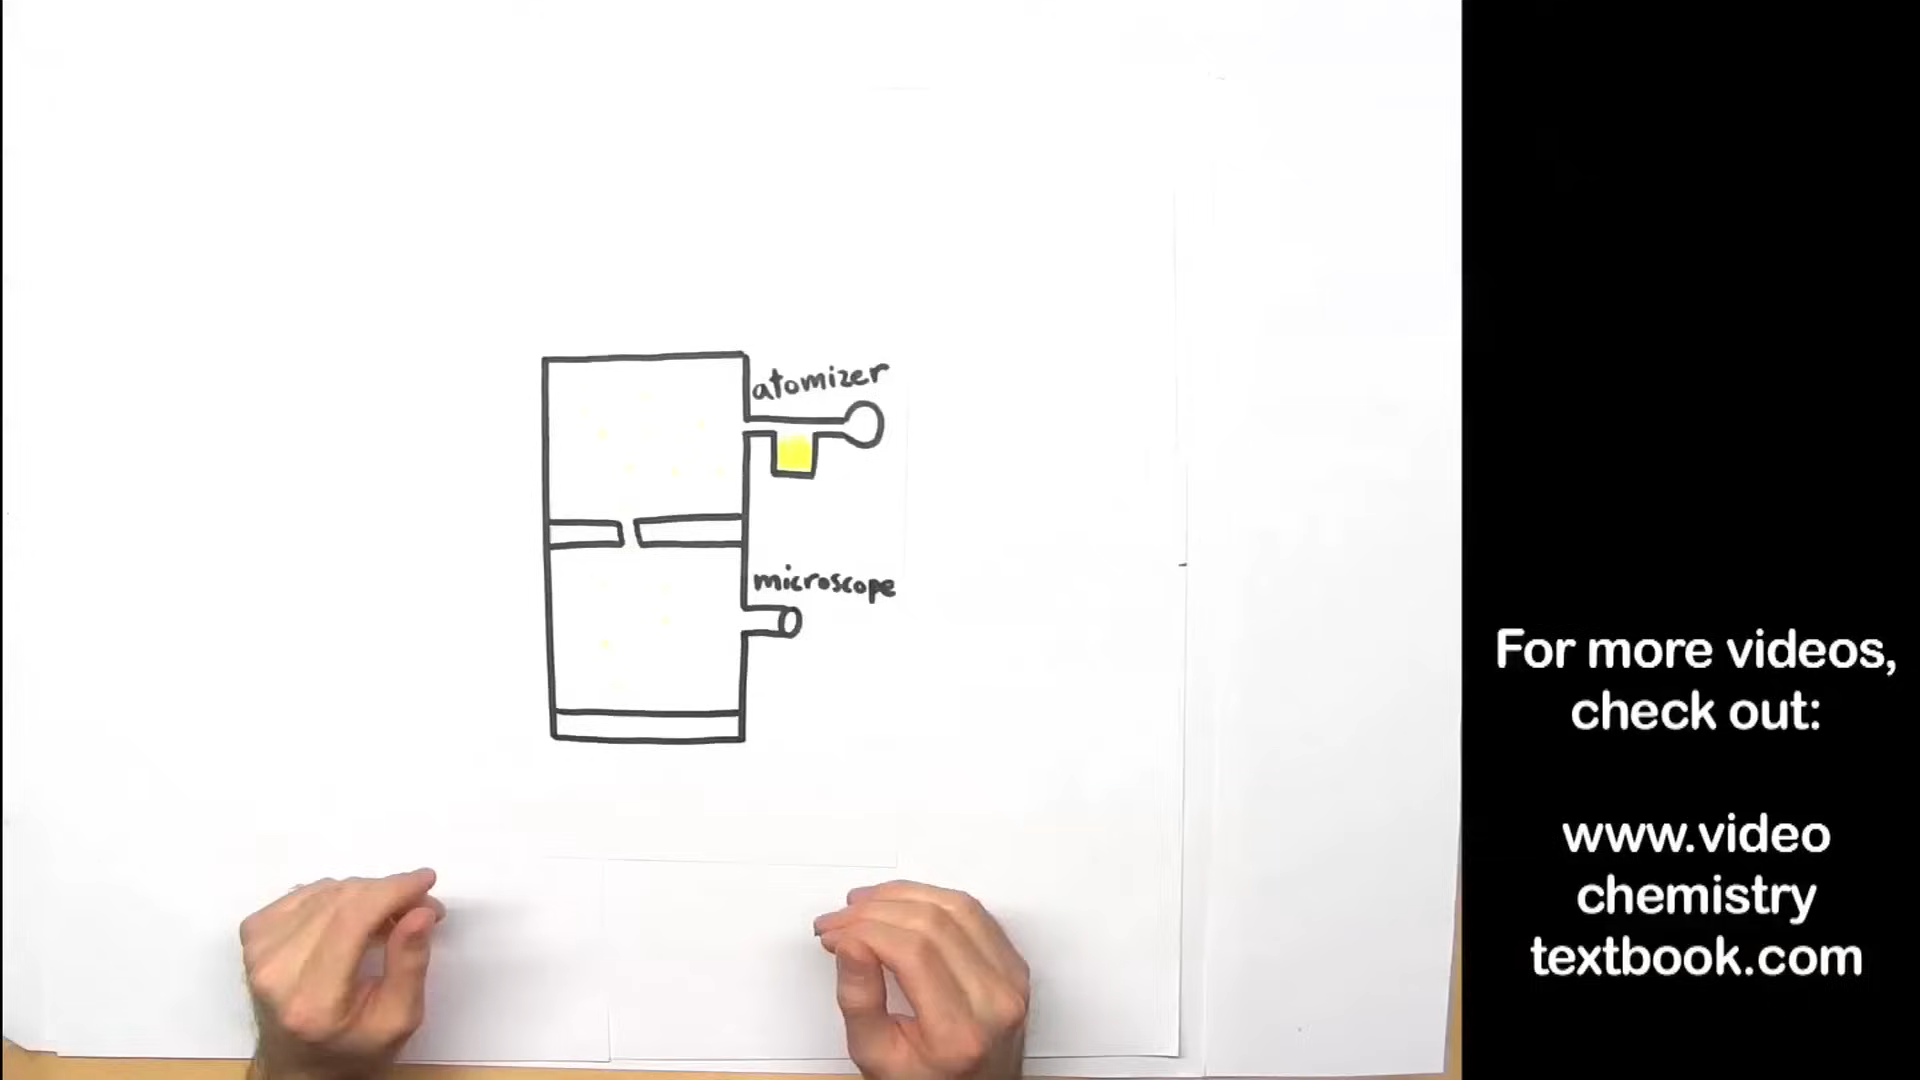 atomizer
microscope
For more videos,
check out:
www.video
chemistry
textbook.com